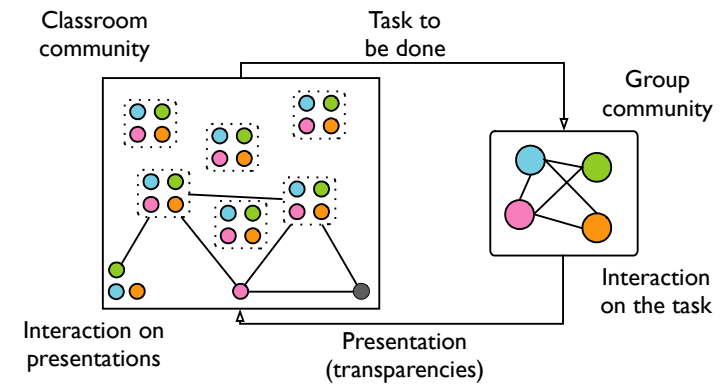 Classroom
community
Task to
be done
Group
community
Interaction
on the task
Interaction on
presentations
Presentation
(transparencies)